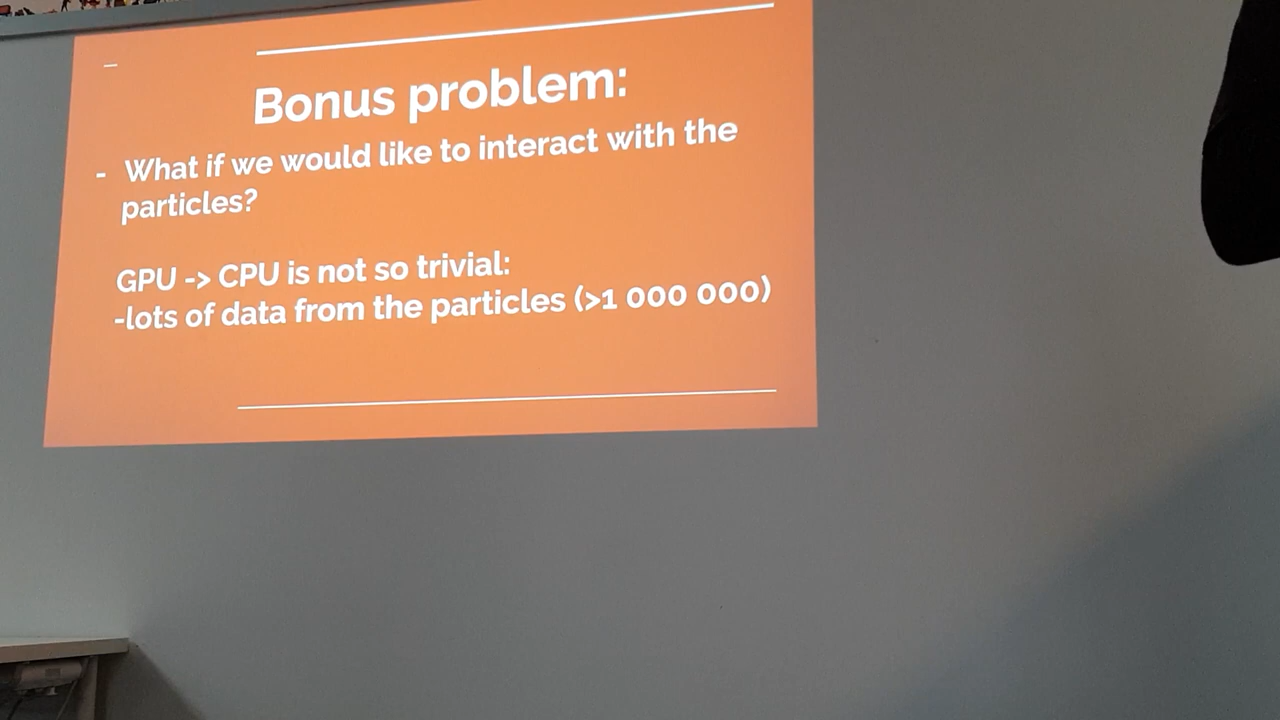 Bonus problem:
- What if we would like to interact with the
particles?
GPU -> CPU is not so trivial:
-lots of data from the particles (>1 000 000)